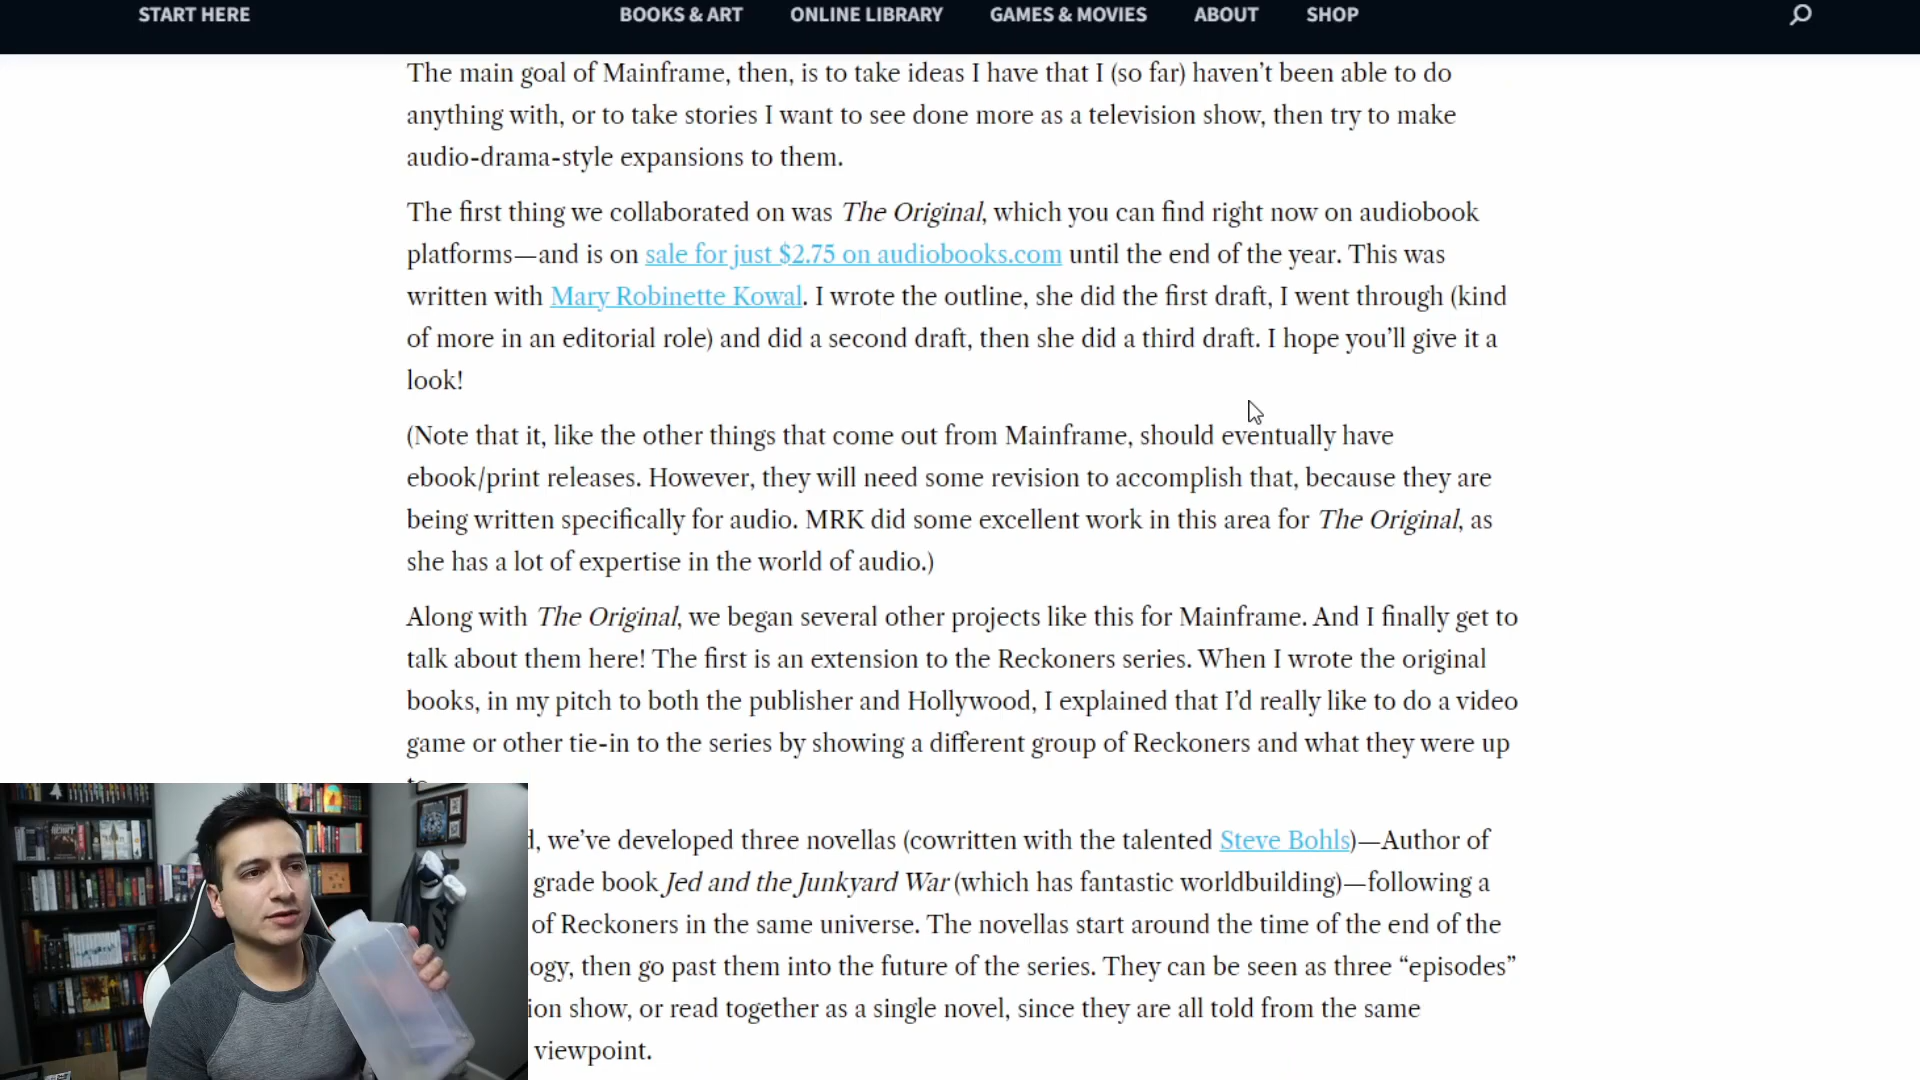 START HERE BOOKS & ART ONLINE LIBRARY GAMES & MOVIES ABOUT SHOP
The main goal of Mainframe, then, is to take ideas I have that I (so far) haven’t been able to do
anything with, or to take stories I want to see done more as a television show, then try to make
audio-drama-style expansions to them.
The first thing we collaborated on was The Original, which you can find right now on audiobook
platforms—and is on sale for just $2.75 on audiobooks.com until the end of the year. This was
written with Mary Robinette Kowal. I wrote the outline, she did the first draft, I went through (kind
of more in an editorial role) and did a second draft, then she did a third draft. I hope you’ll give it a
look!
(Note that it, like the other things that come out from Mainframe, should eventually have
ebook/print releases. However, they will need some revision to accomplish that, because they are
being written specifically for audio. MRK did some excellent work in this area for The Original, as
she has a lot of expertise in the world of audio.)
Along with The Original, we began several other projects like this for Mainframe. And I finally get to
talk about them here! The first is an extension to the Reckoners series. When I wrote the original
books, in my pitch to both the publisher and Hollywood, I explained that I’d really like to do a video
game or other tie-in to the series by showing a different group of Reckoners and what they were up
we’ve developed three novellas (cowritten with the talented Steve Bohls)—Author of
grade book Jed and the Junkyard War (which has fantastic worldbuilding)—following a
of Reckoners in the same universe. The novellas start around the time of the end of the
ogy, then go past them into the future of the series. They can be seen as three “episodes”
ion show, or read together as a single novel, since they are all told from the same
viewpoint.